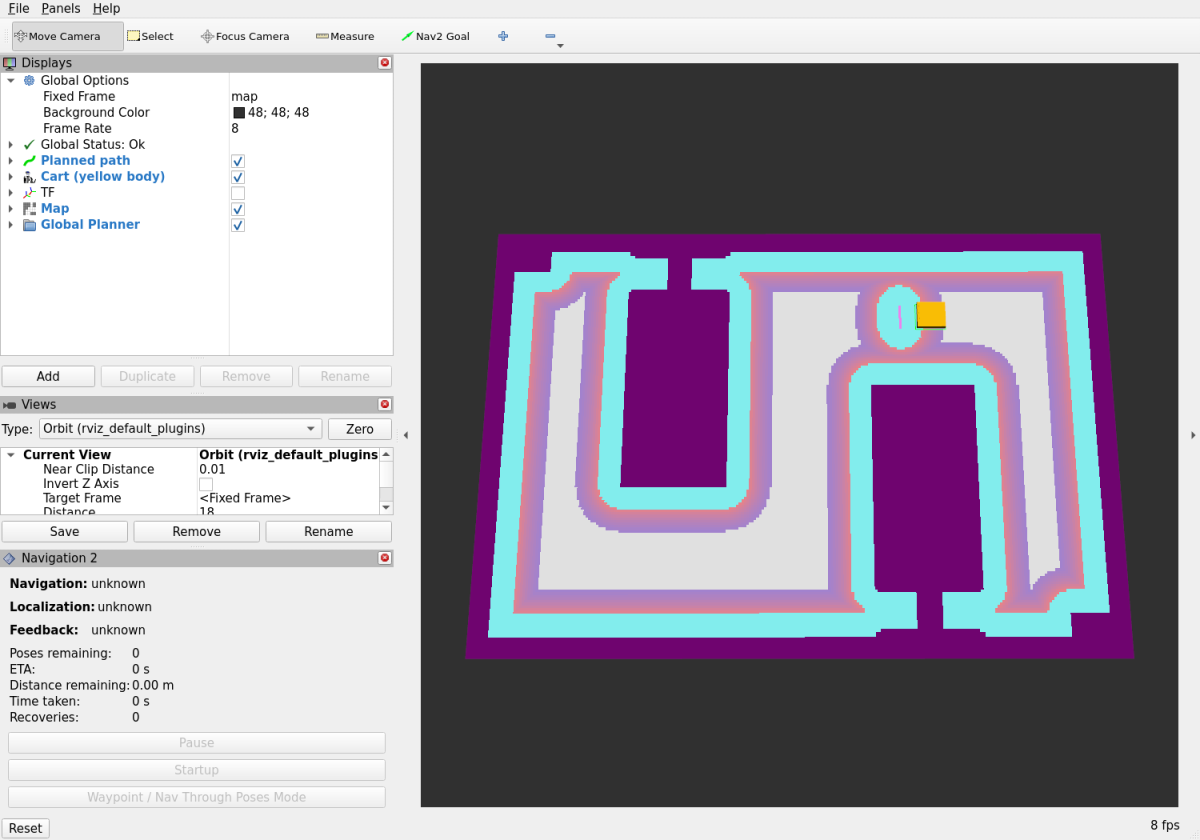 File Panels Help
Move Camera Select Focus Camera Measure Nav2 Goal
Displays
Global Options
Fixed Frame map
Background Color 48; 48; 48
Frame Rate 8
Global Status: Ok
Planned path
Cart (yellow body)
TF
Map
Global Planner
Add Duplicate Remove Rename
Views
Type: Orbit (rviz_default_plugins) Zero
Current View Orbit (rviz_default_plugins
Near Clip Distance 0.01
Invert Z Axis
Target Frame <Fixed Frame>
Distance 18
Save Remove Rename
Navigation 2
Navigation: unknown
Localization: unknown
Feedback: unknown
Poses remaining: 0
ETA: 0 s
Distance remaining: 0.00 m
Time taken: 0 s
Recoveries: 0
Pause
Startup
Waypoint / Nav Through Poses Mode
Reset 8 fps